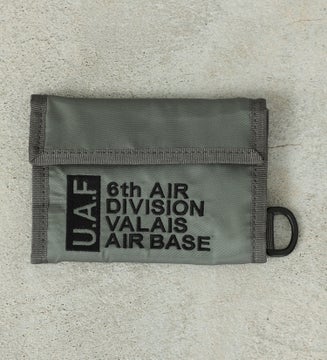 U.A.F
6th AIR
DIVISION
VALAIS
AIR BASE